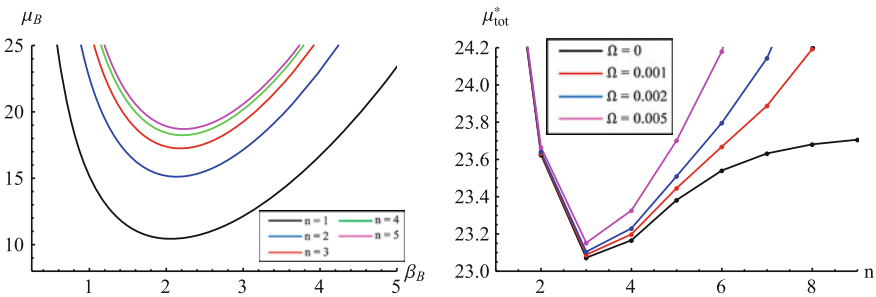 μ_B
25
20
15
10
1
2
3
4
5
β_B
n = 1
n = 4
n = 2
n = 5
n = 3
μ*_tot
24.2
24.0
23.8
23.6
23.4
23.2
23.0
2
4
6
8
n
Ω = 0
Ω = 0.001
Ω = 0.002
Ω = 0.005